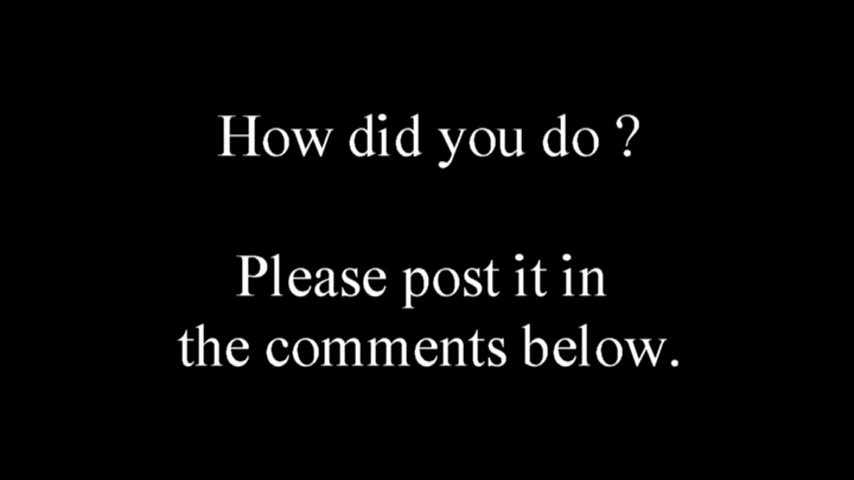 How did you do ?
Please post it in
the comments below.